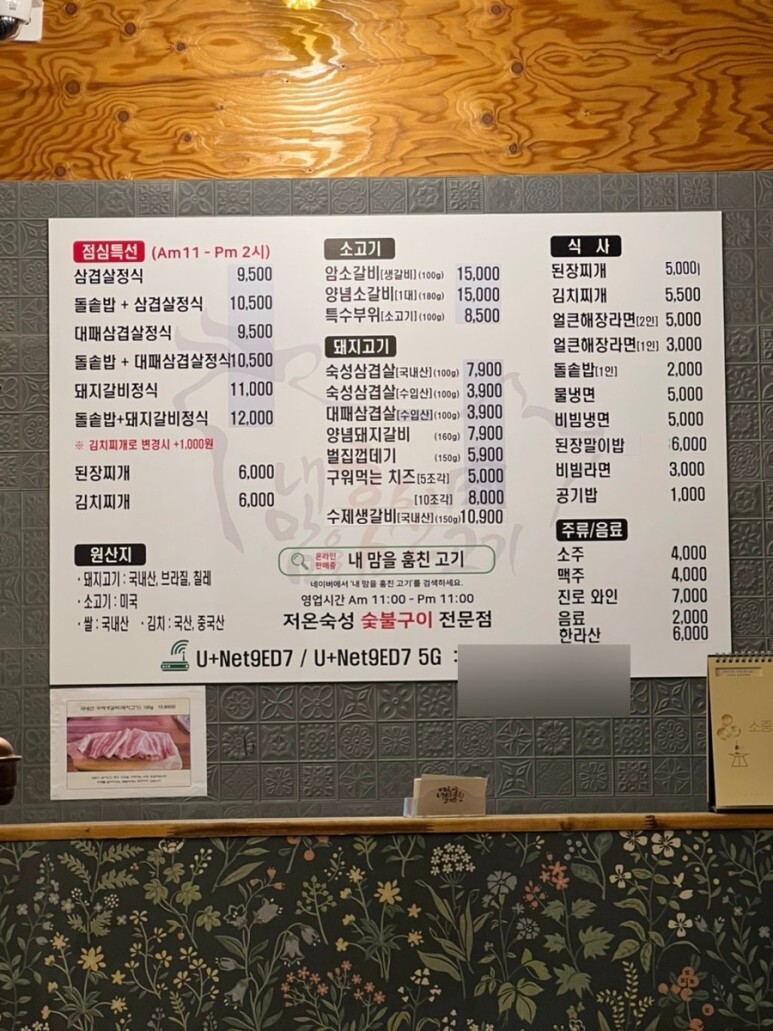 점심특선 (Am11 - Pm 2시)
삼겹살정식 9,500
돌솥밥 + 삼겹살정식 10,500
대패삼겹살정식 9,500
돌솥밥 + 대패삼겹살정식 10,500
돼지갈비정식 11,000
돌솥밥+돼지갈비정식 12,000
※ 김치찌개로 변경시 +1,000원
된장찌개 6,000
김치찌개 6,000
원산지
· 돼지고기 : 국내산, 브라질, 칠레
· 소고기 : 미국
· 쌀 : 국내산 · 김치 : 국산, 중국산
소고기
암소갈비[생갈비](100g) 15,000
양념소갈비[1대](180g) 15,000
특수부위[소고기](100g) 8,500
돼지고기
숙성삼겹살[국내산](100g) 7,900
숙성삼겹살[수입산](100g) 3,900
대패삼겹살[수입산](100g) 3,900
양념돼지갈비 (160g) 7,900
벌집껍데기 (150g) 5,900
구워먹는 치즈[5조각] 5,000
[10조각] 8,000
수제생갈비[국내산](150g) 10,900
식 사
된장찌개 5,000
김치찌개 5,500
얼큰해장라면[2인] 5,000
얼큰해장라면[1인] 3,000
돌솥밥[1인] 2,000
물냉면 5,000
비빔냉면 5,000
된장말이밥 6,000
비빔라면 3,000
공기밥 1,000
주류/음료
소주 4,000
맥주 4,000
진로 와인 7,000
음료 2,000
한라산 6,000
온라인
판매중 내 맘을 훔친 고기
네이버에서 '내 맘을 훔친 고기'를 검색하세요.
영업시간 Am 11:00 - Pm 11:00
저온숙성 숯불구이 전문점
U+Net9ED7 / U+Net9ED7 5G :
소중